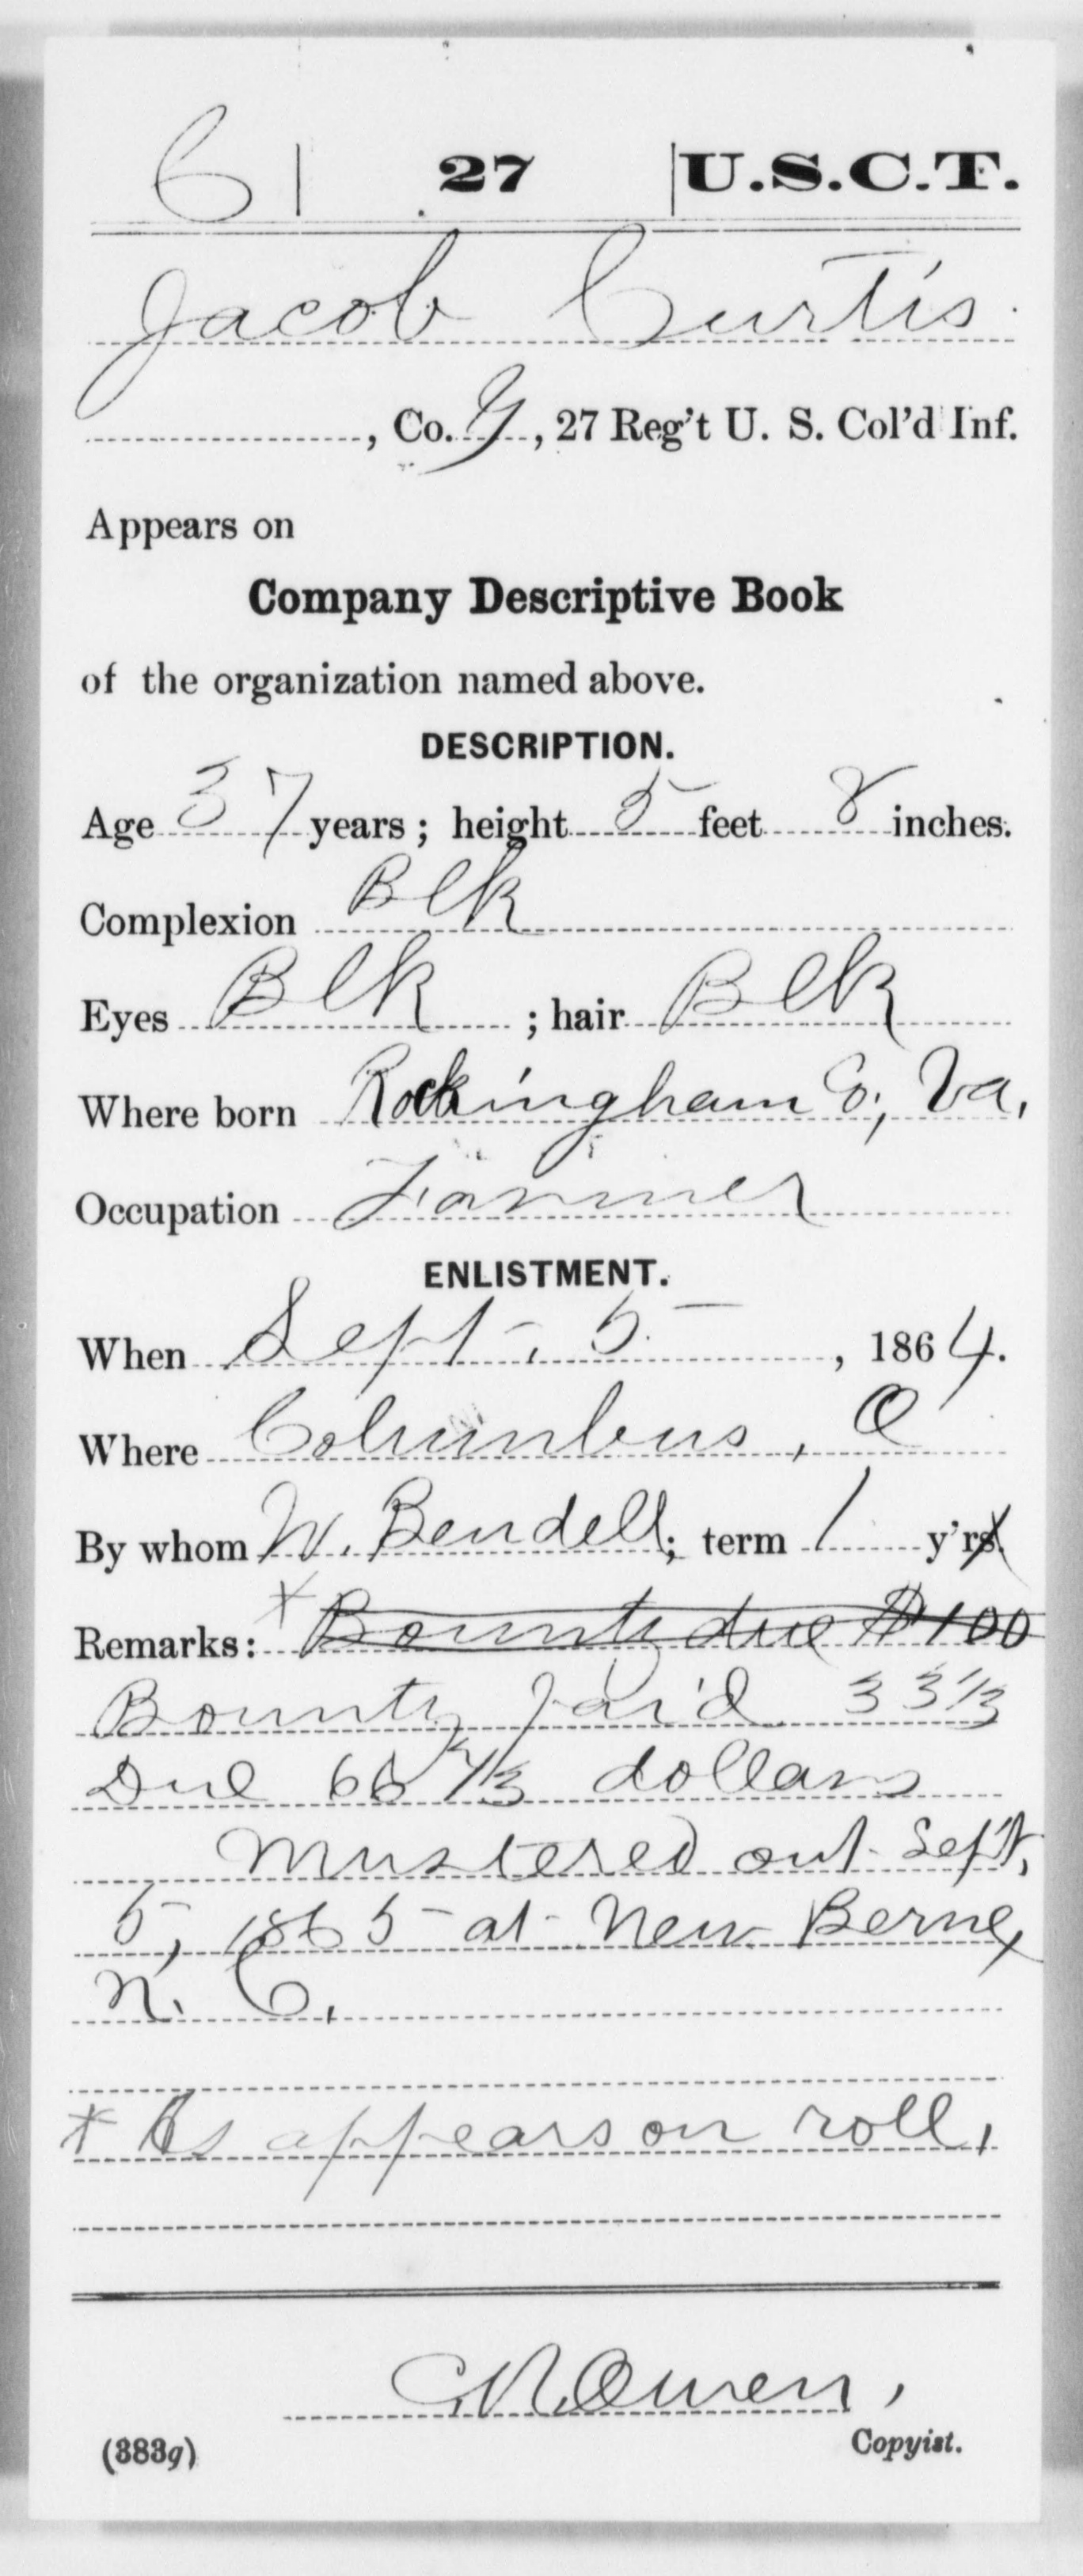 C | 27 | U.S.C.T.
Jacob Curtis.
, Co. G, 27 Reg't U. S. Col'd Inf.
Appears on
Company Descriptive Book
of the organization named above.
DESCRIPTION.
Age 37 years; height 5 feet 8 inches.
Complexion Blk
Eyes Blk ; hair Blk
Where born Rockingham Co., Va.
Occupation Farmer
ENLISTMENT.
When Sept. 5 , 1864.
Where Columbus, O
By whom W. Bendell; term 1 y'rs.
Remarks: * Bounty due $100
Bounty paid 33 1/3
Due 66 2/3 dollars
Mustered out Sept.
5, 1865 at New Berne,
N. C.
* As appears on roll.
Owen,
(383g) Copyist.